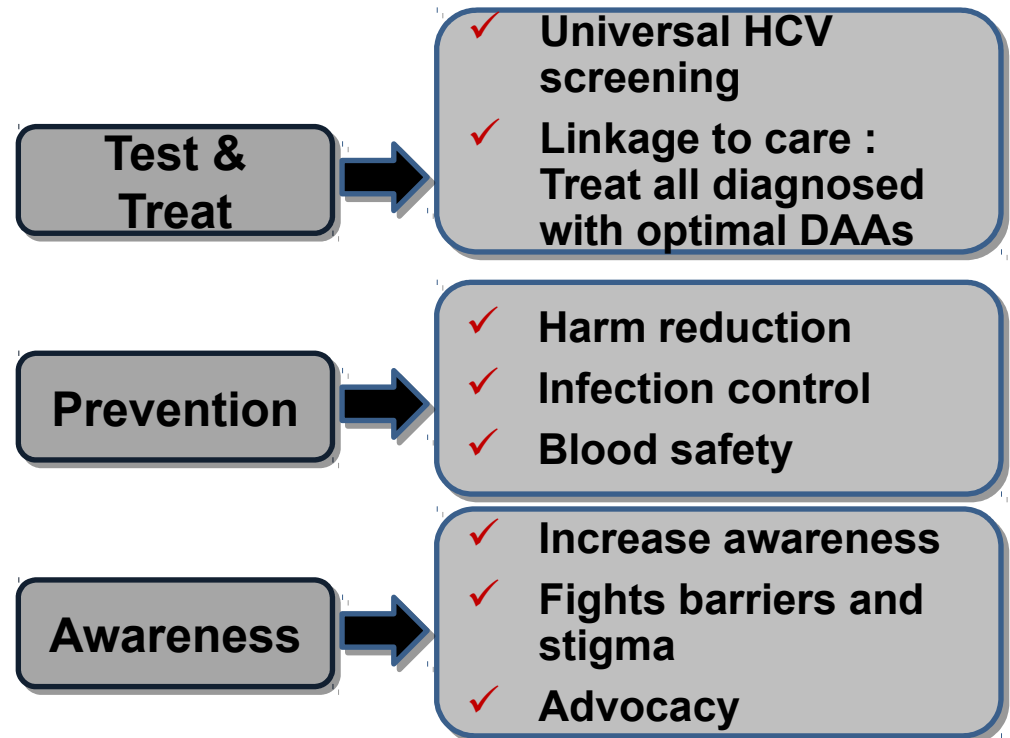 Test &
Treat
✓ Universal HCV
screening
✓ Linkage to care :
Treat all diagnosed
with optimal DAAs
Prevention
✓ Harm reduction
✓ Infection control
✓ Blood safety
Awareness
✓ Increase awareness
✓ Fights barriers and
stigma
✓ Advocacy